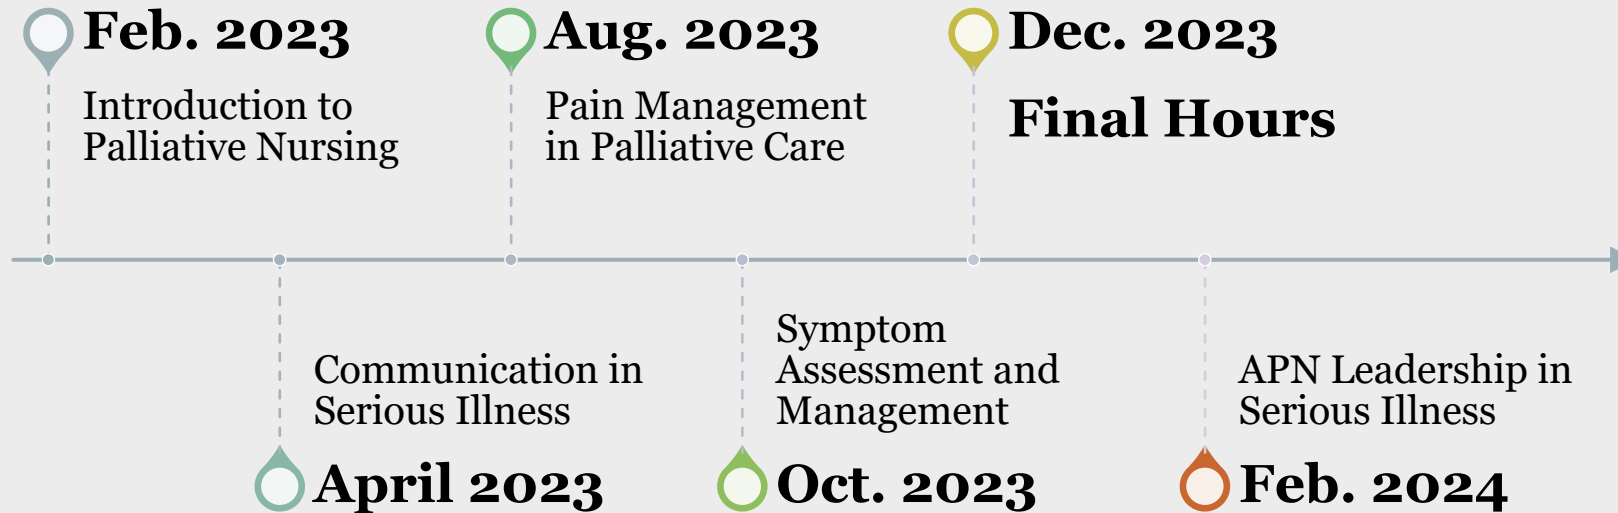 Feb. 2023
Introduction to
Palliative Nursing
Communication in
Serious Illness
April 2023
Aug. 2023
Pain Management
in Palliative Care
Symptom
Assessment and
Management
Oct. 2023
Dec. 2023
Final Hours
APN Leadership in
Serious Illness
Feb. 2024